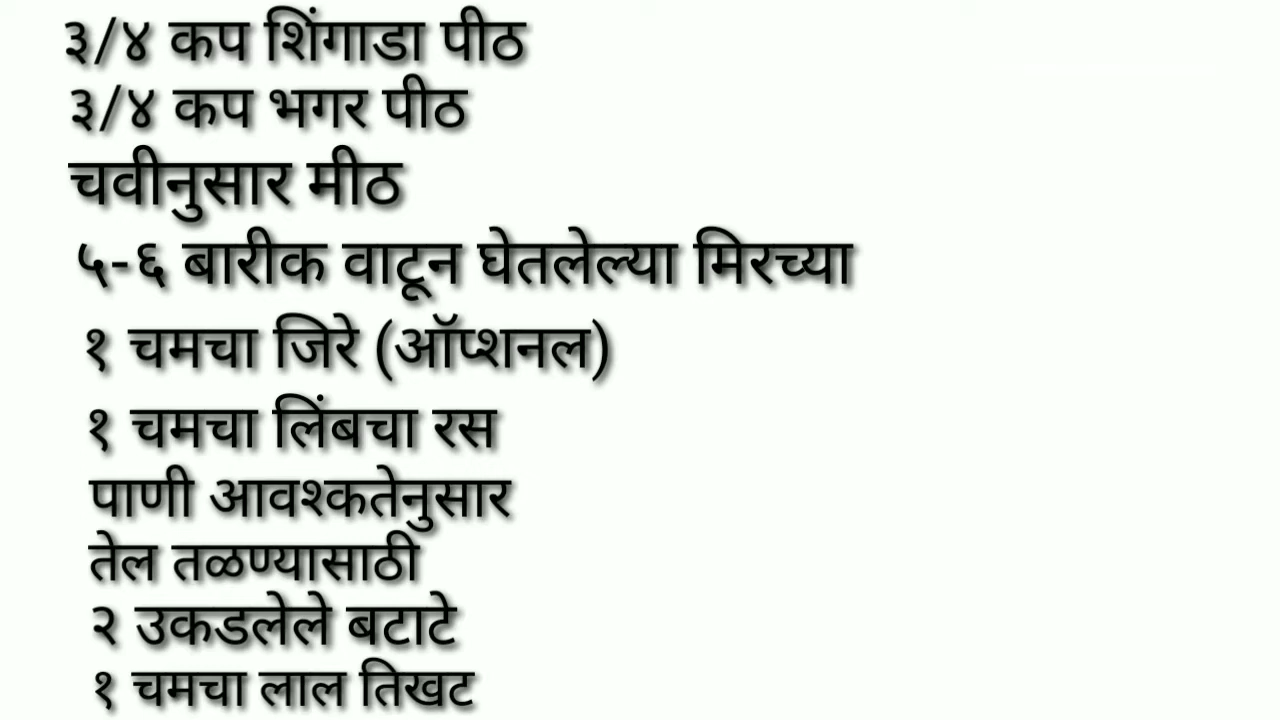 ३/४ कप शिंगाडा पीठ
३/४ कप भगर पीठ
चवीनुसार मीठ
५-६ बारीक वाटून घेतलेल्या मिरच्या
१ चमचा जिरे (ऑप्शनल)
१ चमचा लिंबचा रस
पाणी आवश्कतेनुसार
तेल तळण्यासाठी
२ उकडलेले बटाटे
१ चमचा लाल तिखट